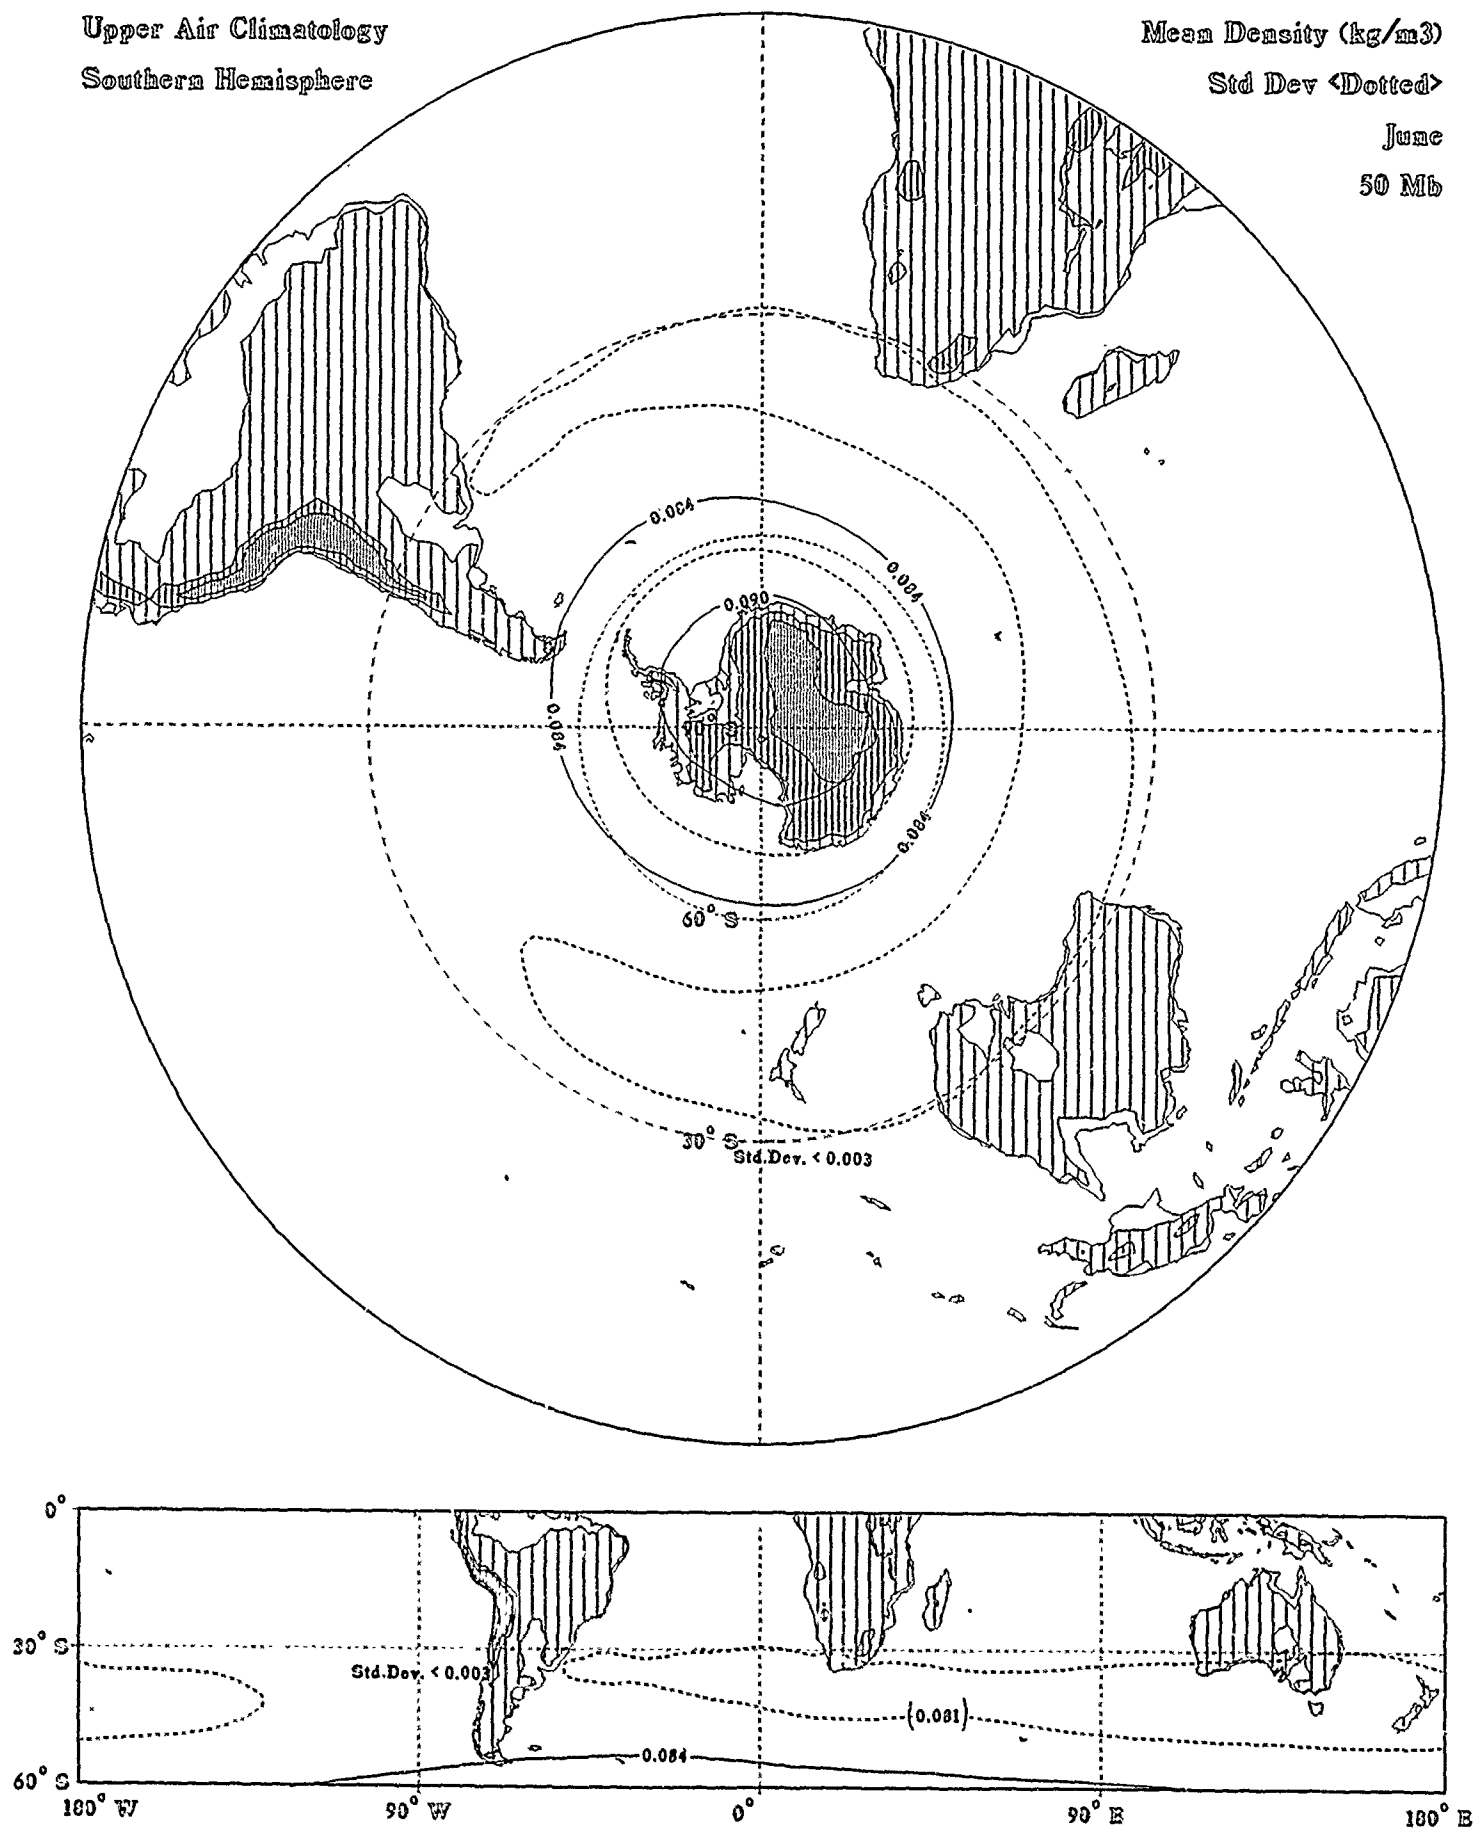 Upper Air Climatology
Southern Hemisphere
Mean Density (kg/m3)
Std Dev <Dotted>
June
50 Mb
0.084
0.084
0.090
0.084
0.084
60° S
30° S
Std.Dev. < 0.003
0°
30° S
Std.Dev. < 0.003
(0.081)
0.084
60° S
180° W
90° W
0°
90° E
180° E